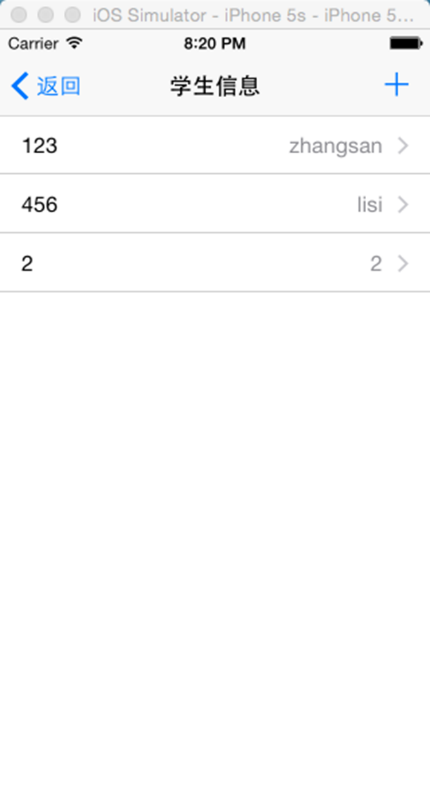 iOS Simulator - iPhone 5s - iPhone 5...
Carrier 8:20 PM
返回 学生信息
123 zhangsan
456 lisi
2 2